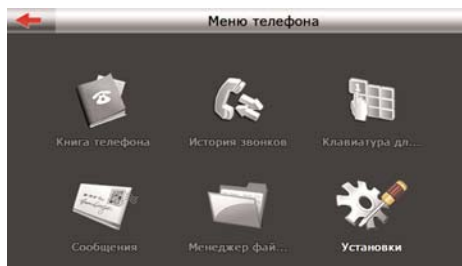 Меню телефона
Книга телефона
История звонков
Клавиатура дл...
Сообщения
Менеджер фай...
Установки